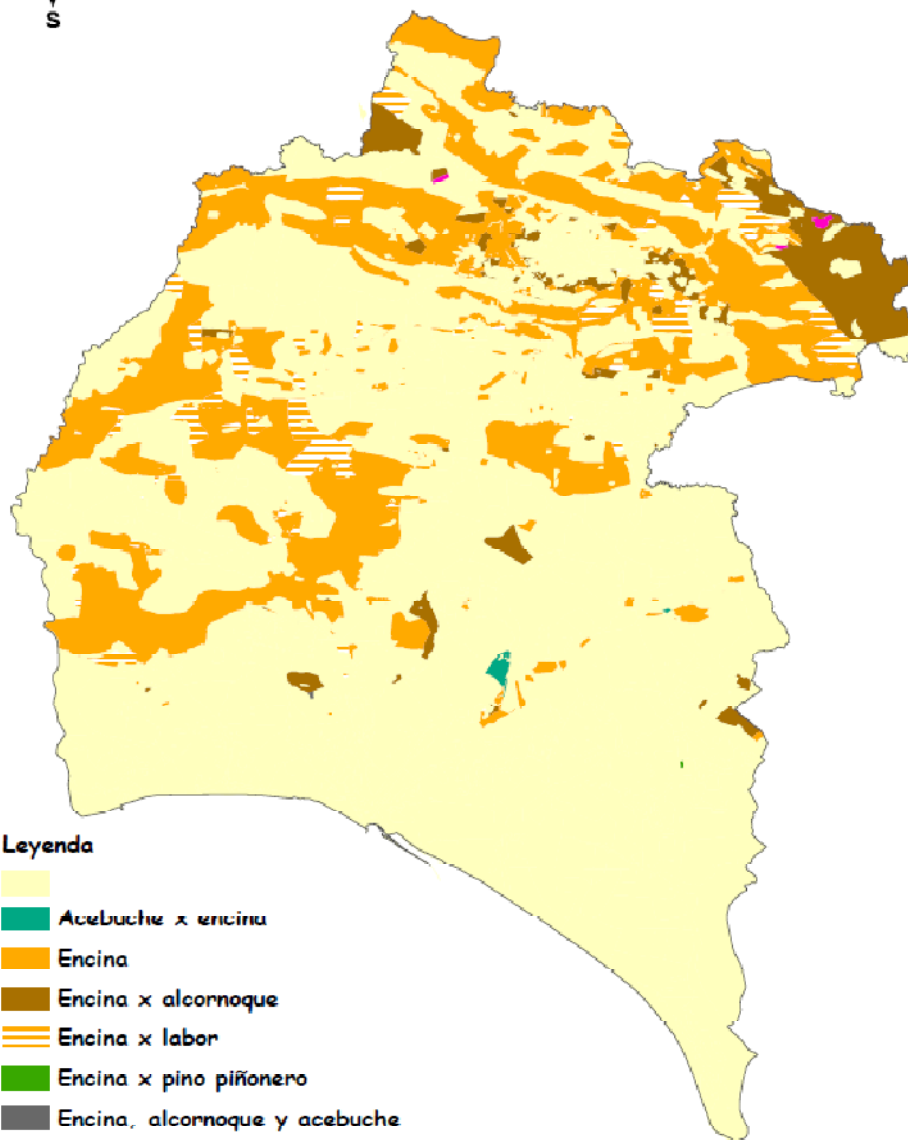 S
Leyenda
Acebuche x encina
Encina
Encina x alcornoque
Encina x labor
Encina x pino piñonero
Encina, alcornoque y acebuche